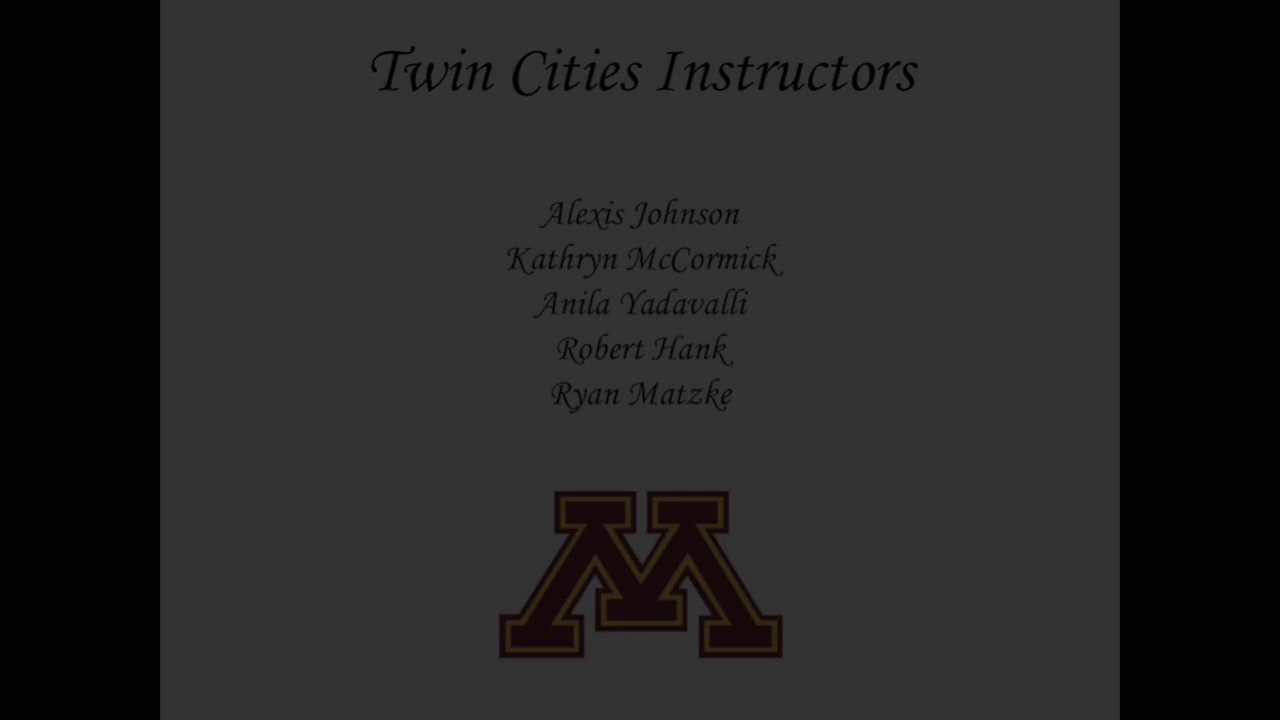 Twin Cities Instructors
Alexis Johnson
Kathryn McCormick
Anila Yadavalli
Robert Hank
Ryan Matzke
M